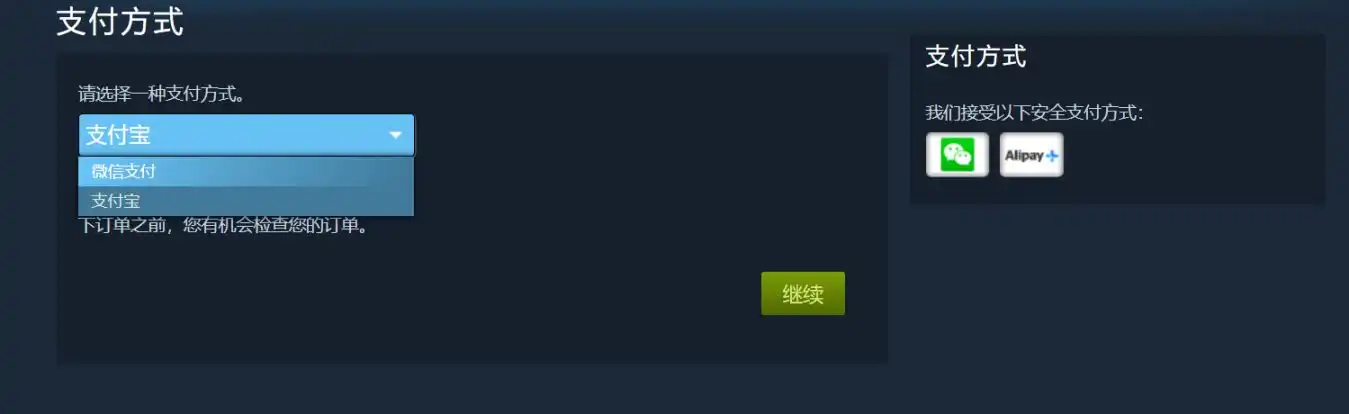 支付方式
请选择一种支付方式。
支付宝
微信支付
支付宝
下订单之前，您有机会检查您的订单。
继续
支付方式
我们接受以下安全支付方式：
Alipay